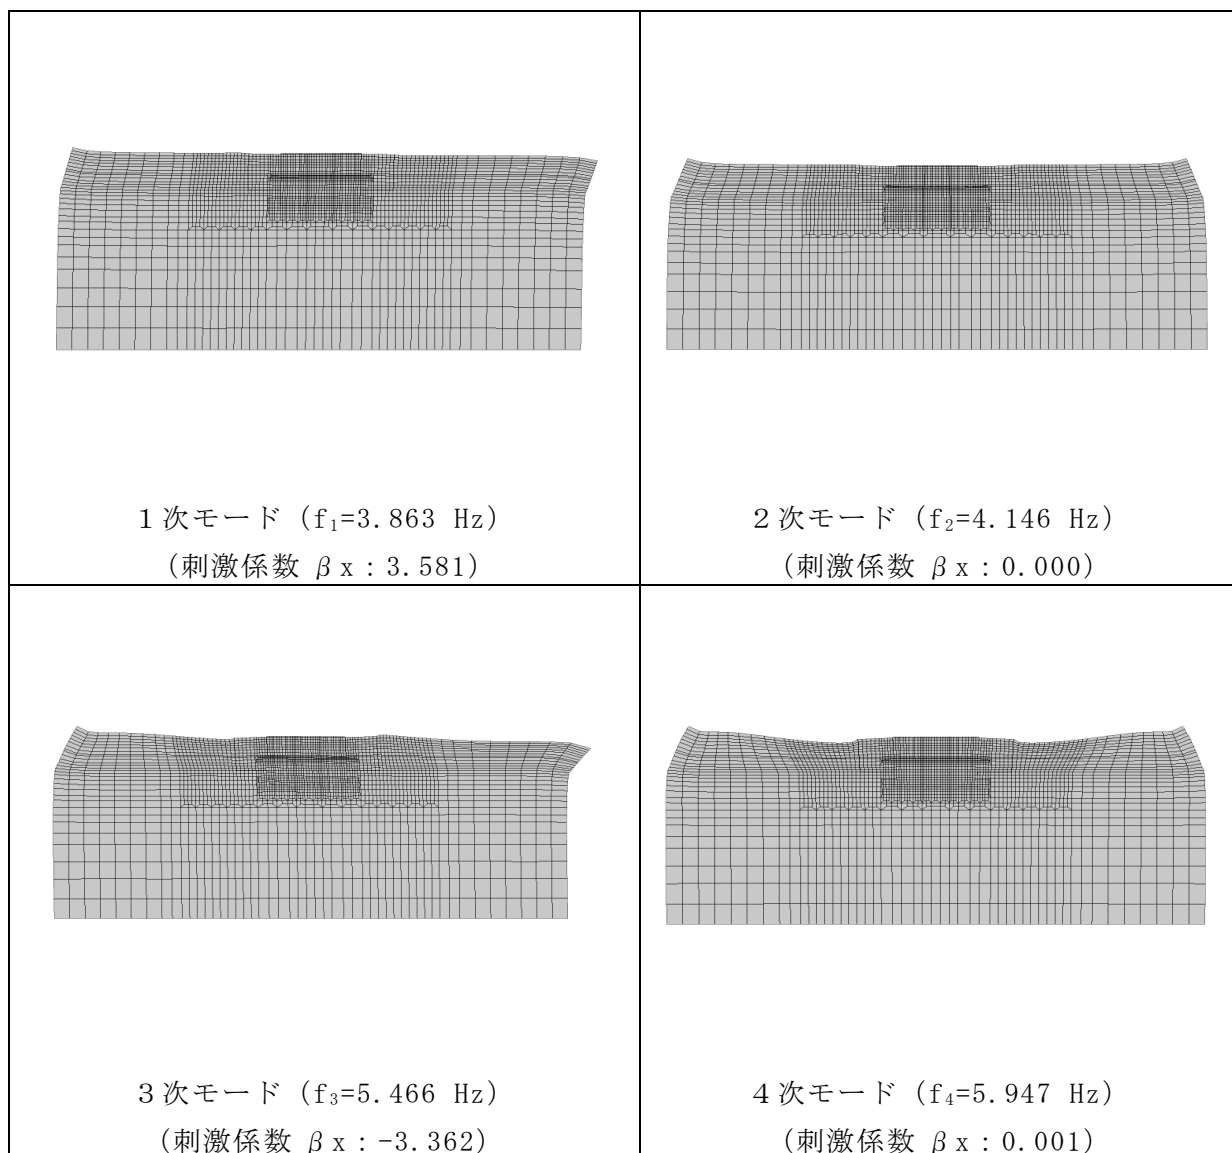 1次モード (f₁=3.863 Hz)
(刺激係数 βx：3.581)
２次モード (f₂=4.146 Hz)
(刺激係数 βx：0.000)
３次モード (f₃=5.466 Hz)
(刺激係数 βx：-3.362)
４次モード (f₄=5.947 Hz)
(刺激係数 βx：0.001)